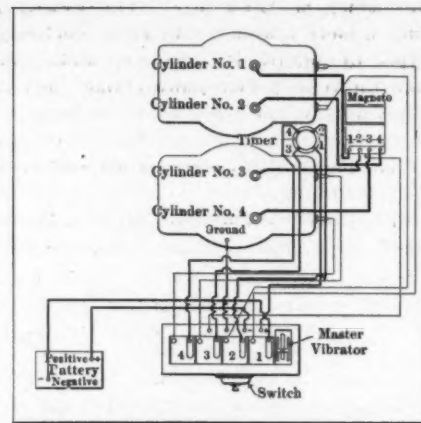 Cylinder No. 1
Cylinder No. 2
Magneto
1-2-3-4
Timer
4
3
1
Cylinder No. 3
Cylinder No. 4
Ground
4
3
2
1
Master
Vibrator
Positive
Battery
Negative
Switch